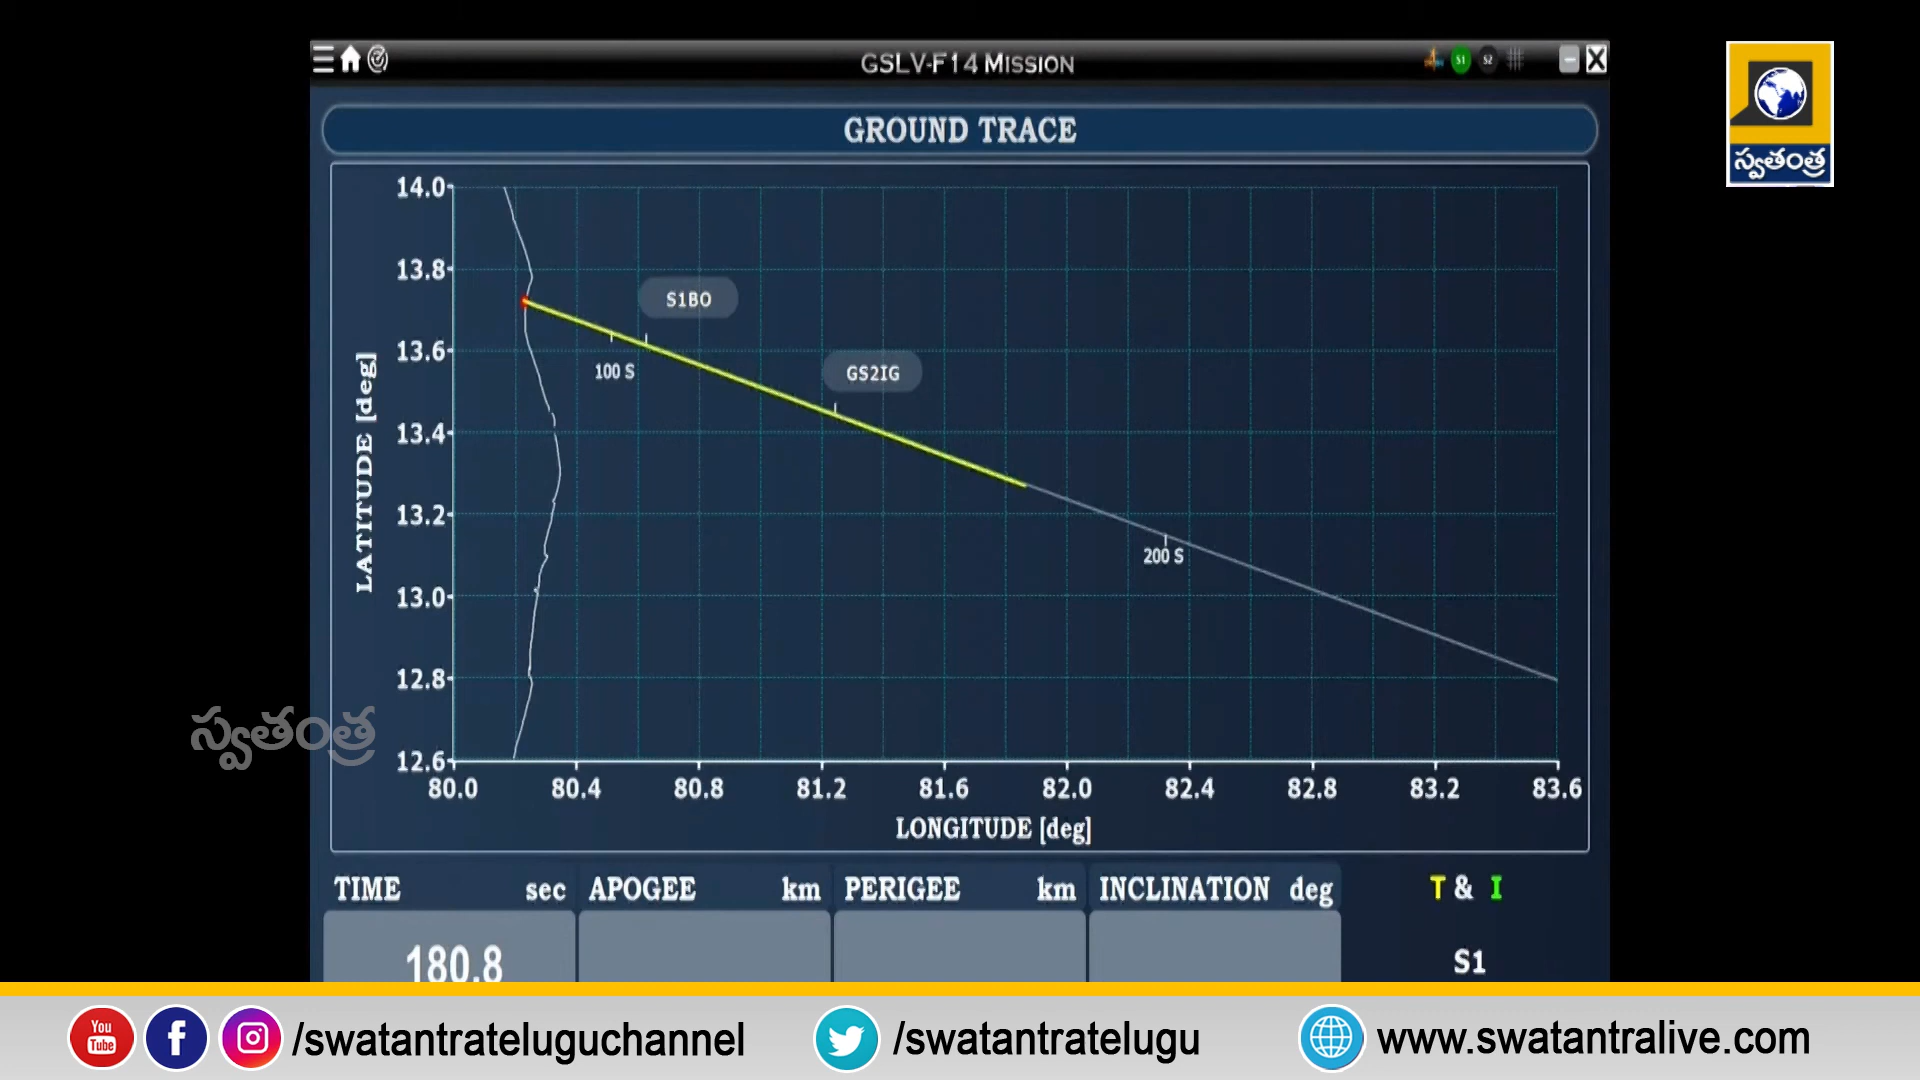 GSLV-F14 MISSION
S1
S2
స్వతంత్ర
GROUND TRACE
14.0
13.8
13.6
13.4
13.2
13.0
12.8
12.6
LATITUDE [deg]
S1BO
100 S
GS2IG
200 S
80.0 80.4 80.8 81.2 81.6 82.0 82.4 82.8 83.2 83.6
LONGITUDE [deg]
స్వతంత్ర
TIME sec APOGEE km PERIGEE km INCLINATION deg T & I
180.8 S1
You Tube /swatantrateluguchannel /swatantratelugu www.swatantralive.com